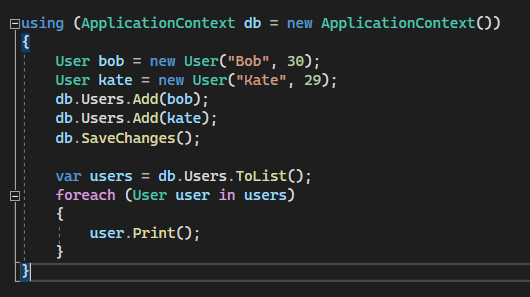 using (ApplicationContext db = new ApplicationContext())
{
    User bob = new User("Bob", 30);
    User kate = new User("Kate", 29);
    db.Users.Add(bob);
    db.Users.Add(kate);
    db.SaveChanges();

    var users = db.Users.ToList();
    foreach (User user in users)
    {
        user.Print();
    }
}